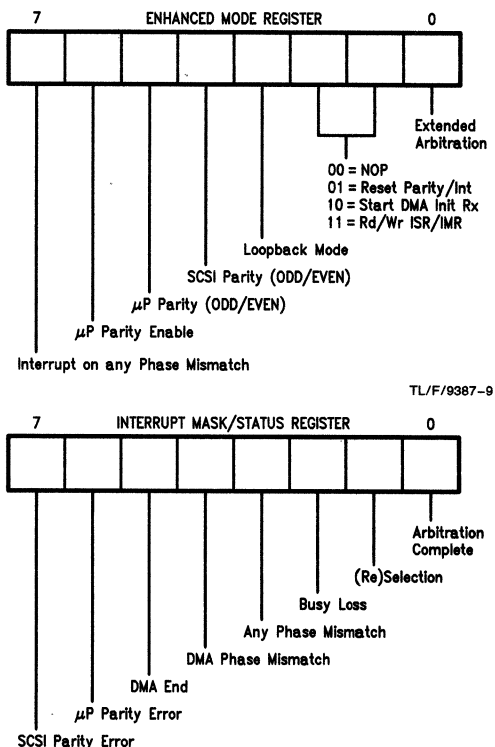 7 ENHANCED MODE REGISTER 0
Extended
Arbitration
00 = NOP
01 = Reset Parity/Int
10 = Start DMA Init Rx
11 = Rd/Wr ISR/IMR
Loopback Mode
SCSI Parity (ODD/EVEN)
μP Parity (ODD/EVEN)
μP Parity Enable
Interrupt on any Phase Mismatch
TL/F/9387-9
7 INTERRUPT MASK/STATUS REGISTER 0
Arbitration
Complete
(Re)Selection
Busy Loss
Any Phase Mismatch
DMA Phase Mismatch
DMA End
μP Parity Error
SCSI Parity Error